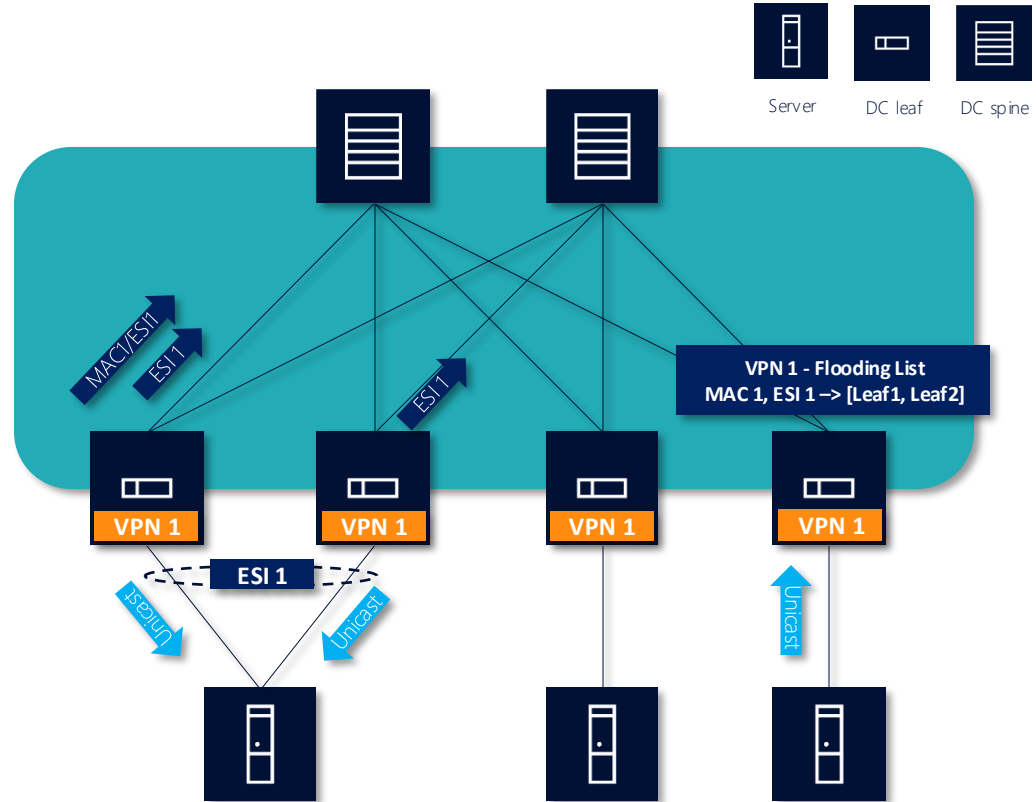 Server
DC leaf
DC spine
MAC1/ESI1
ESI 1
ESI 1
VPN 1 - Flooding List
MAC 1, ESI 1 –> [Leaf1, Leaf2]
VPN 1
VPN 1
VPN 1
VPN 1
ESI 1
Unicast
Unicast
Unicast